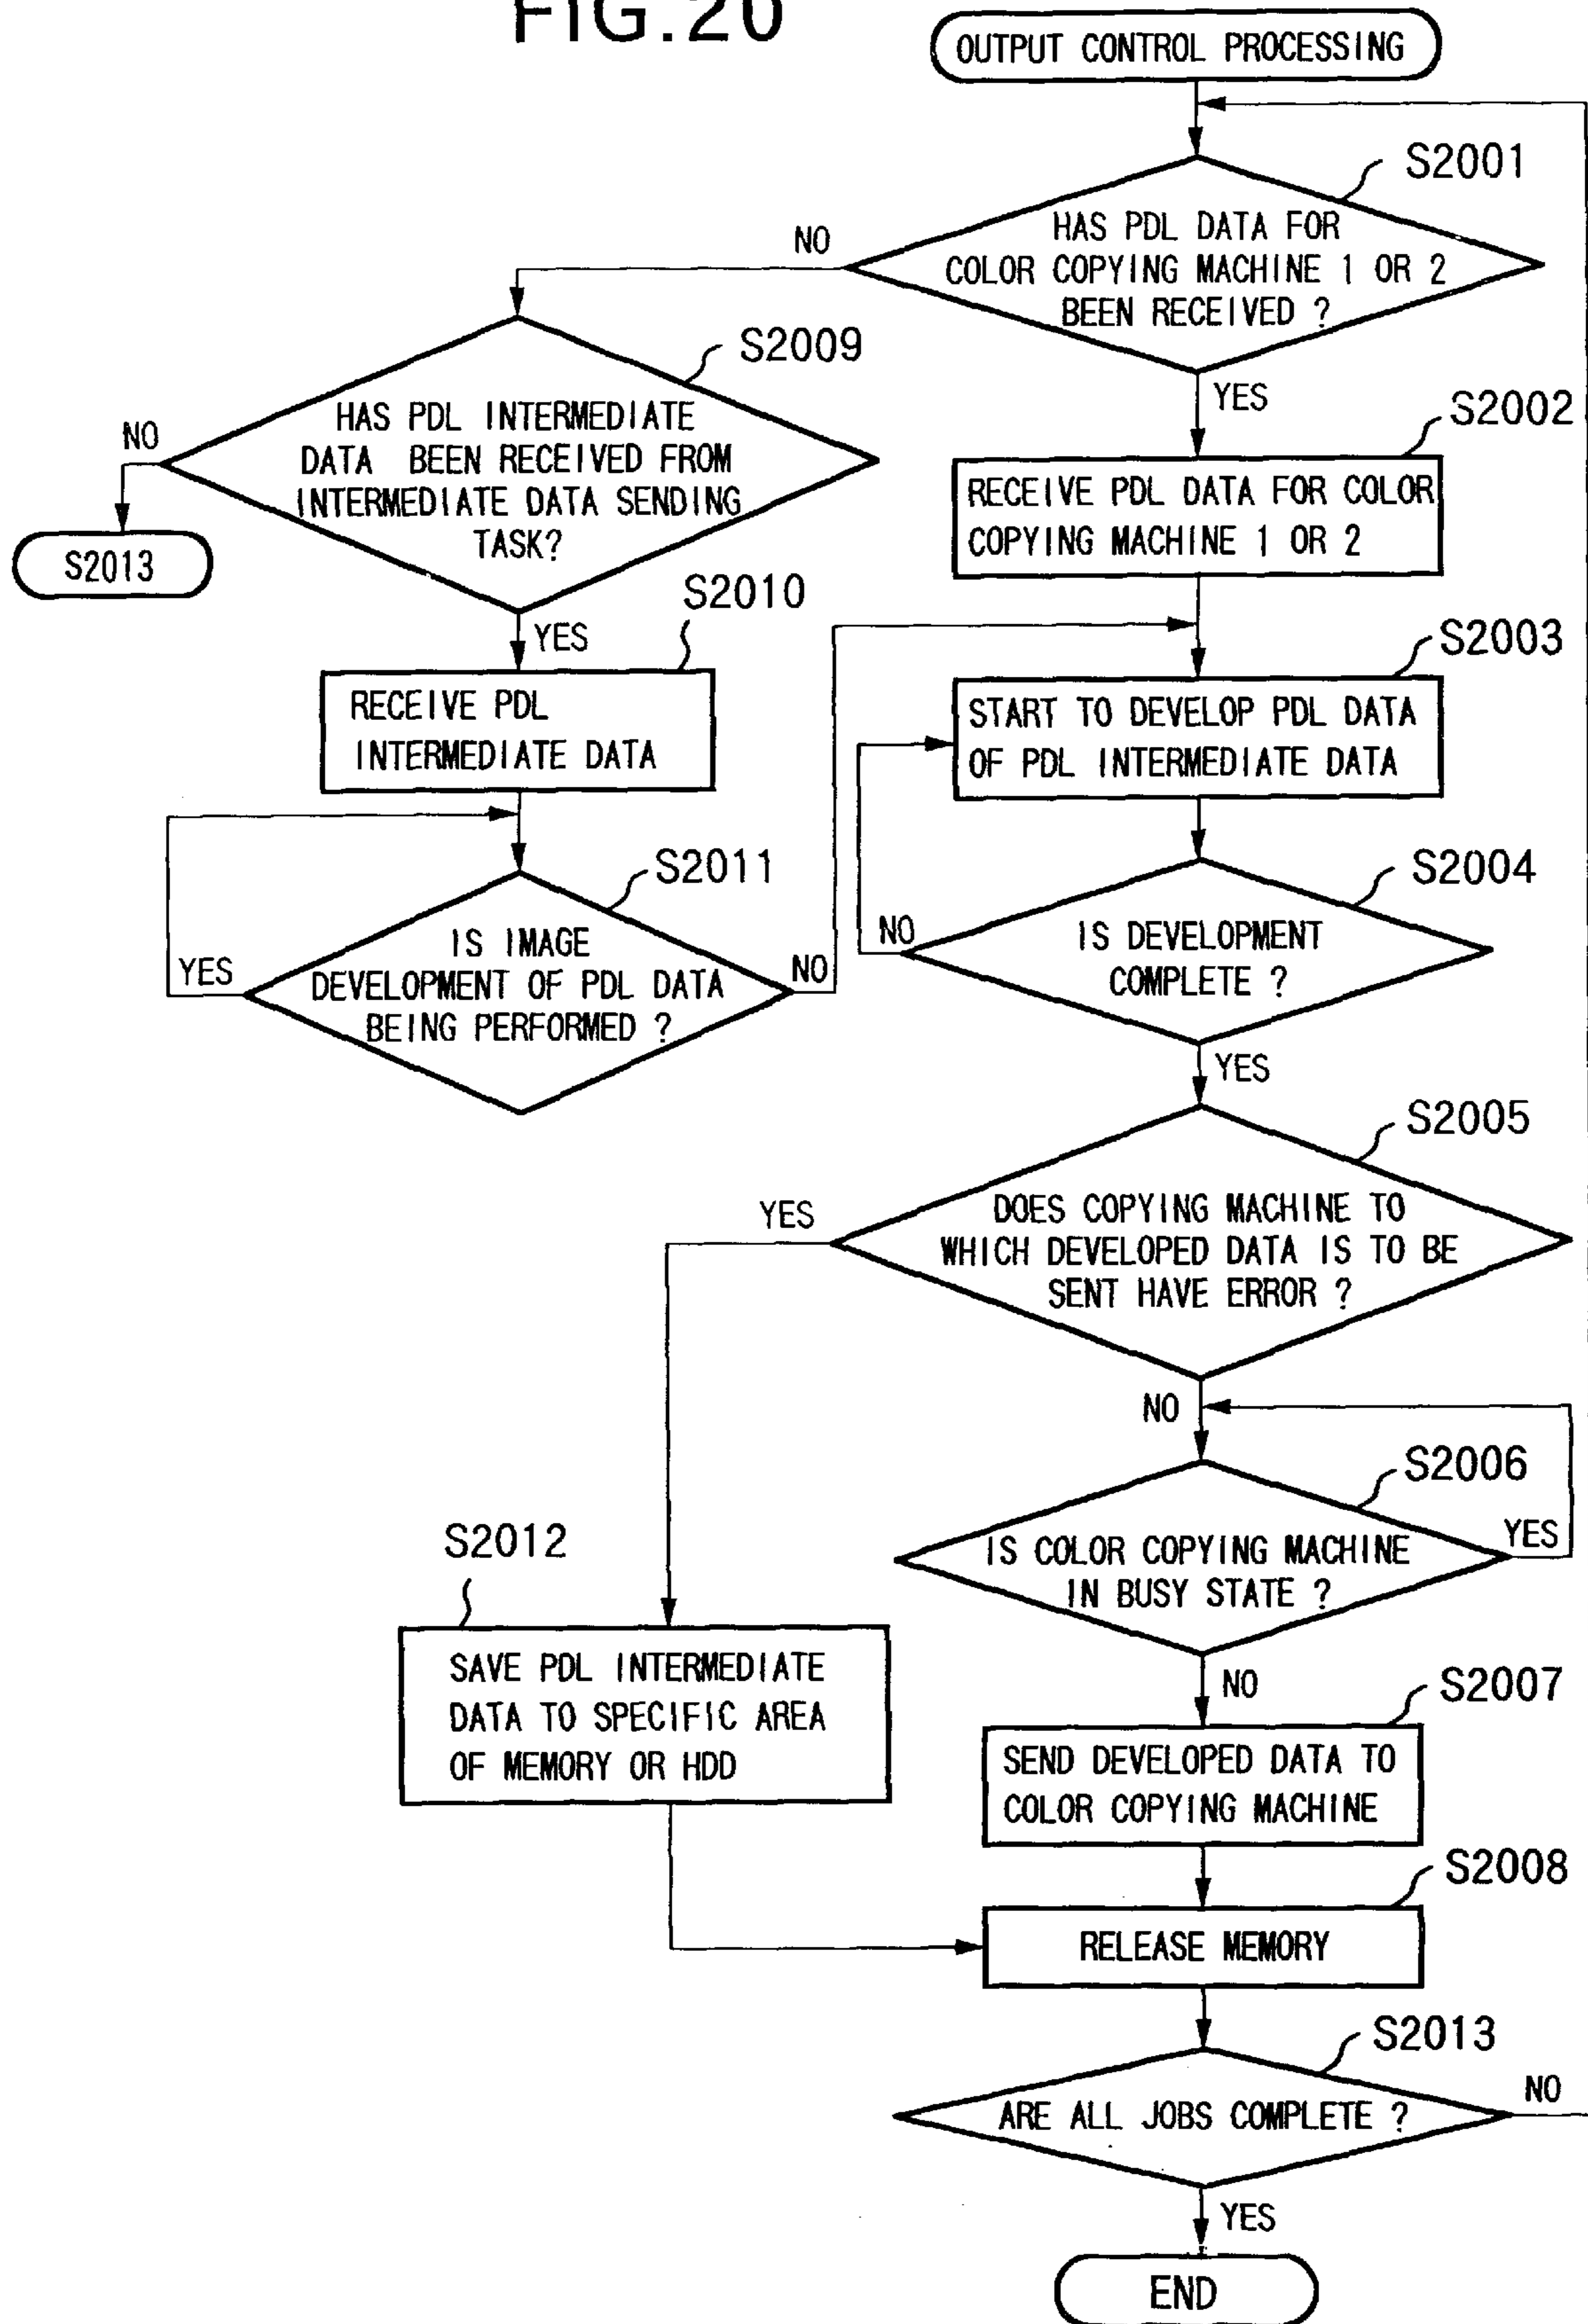 FIG.20
OUTPUT CONTROL PROCESSING
S2001
HAS PDL DATA FOR
COLOR COPYING MACHINE 1 OR 2
BEEN RECEIVED ?
NO
YES
S2009
HAS PDL INTERMEDIATE
DATA BEEN RECEIVED FROM
INTERMEDIATE DATA SENDING
TASK?
NO
S2013
YES
S2002
RECEIVE PDL DATA FOR COLOR
COPYING MACHINE 1 OR 2
S2010
RECEIVE PDL
INTERMEDIATE DATA
S2003
START TO DEVELOP PDL DATA
OF PDL INTERMEDIATE DATA
S2011
IS IMAGE
DEVELOPMENT OF PDL DATA
BEING PERFORMED ?
YES
NO
S2004
IS DEVELOPMENT
COMPLETE ?
NO
YES
S2005
DOES COPYING MACHINE TO
WHICH DEVELOPED DATA IS TO BE
SENT HAVE ERROR ?
YES
NO
S2006
IS COLOR COPYING MACHINE
IN BUSY STATE ?
YES
NO
S2012
SAVE PDL INTERMEDIATE
DATA TO SPECIFIC AREA
OF MEMORY OR HDD
S2007
SEND DEVELOPED DATA TO
COLOR COPYING MACHINE
S2008
RELEASE MEMORY
S2013
ARE ALL JOBS COMPLETE ?
NO
YES
END